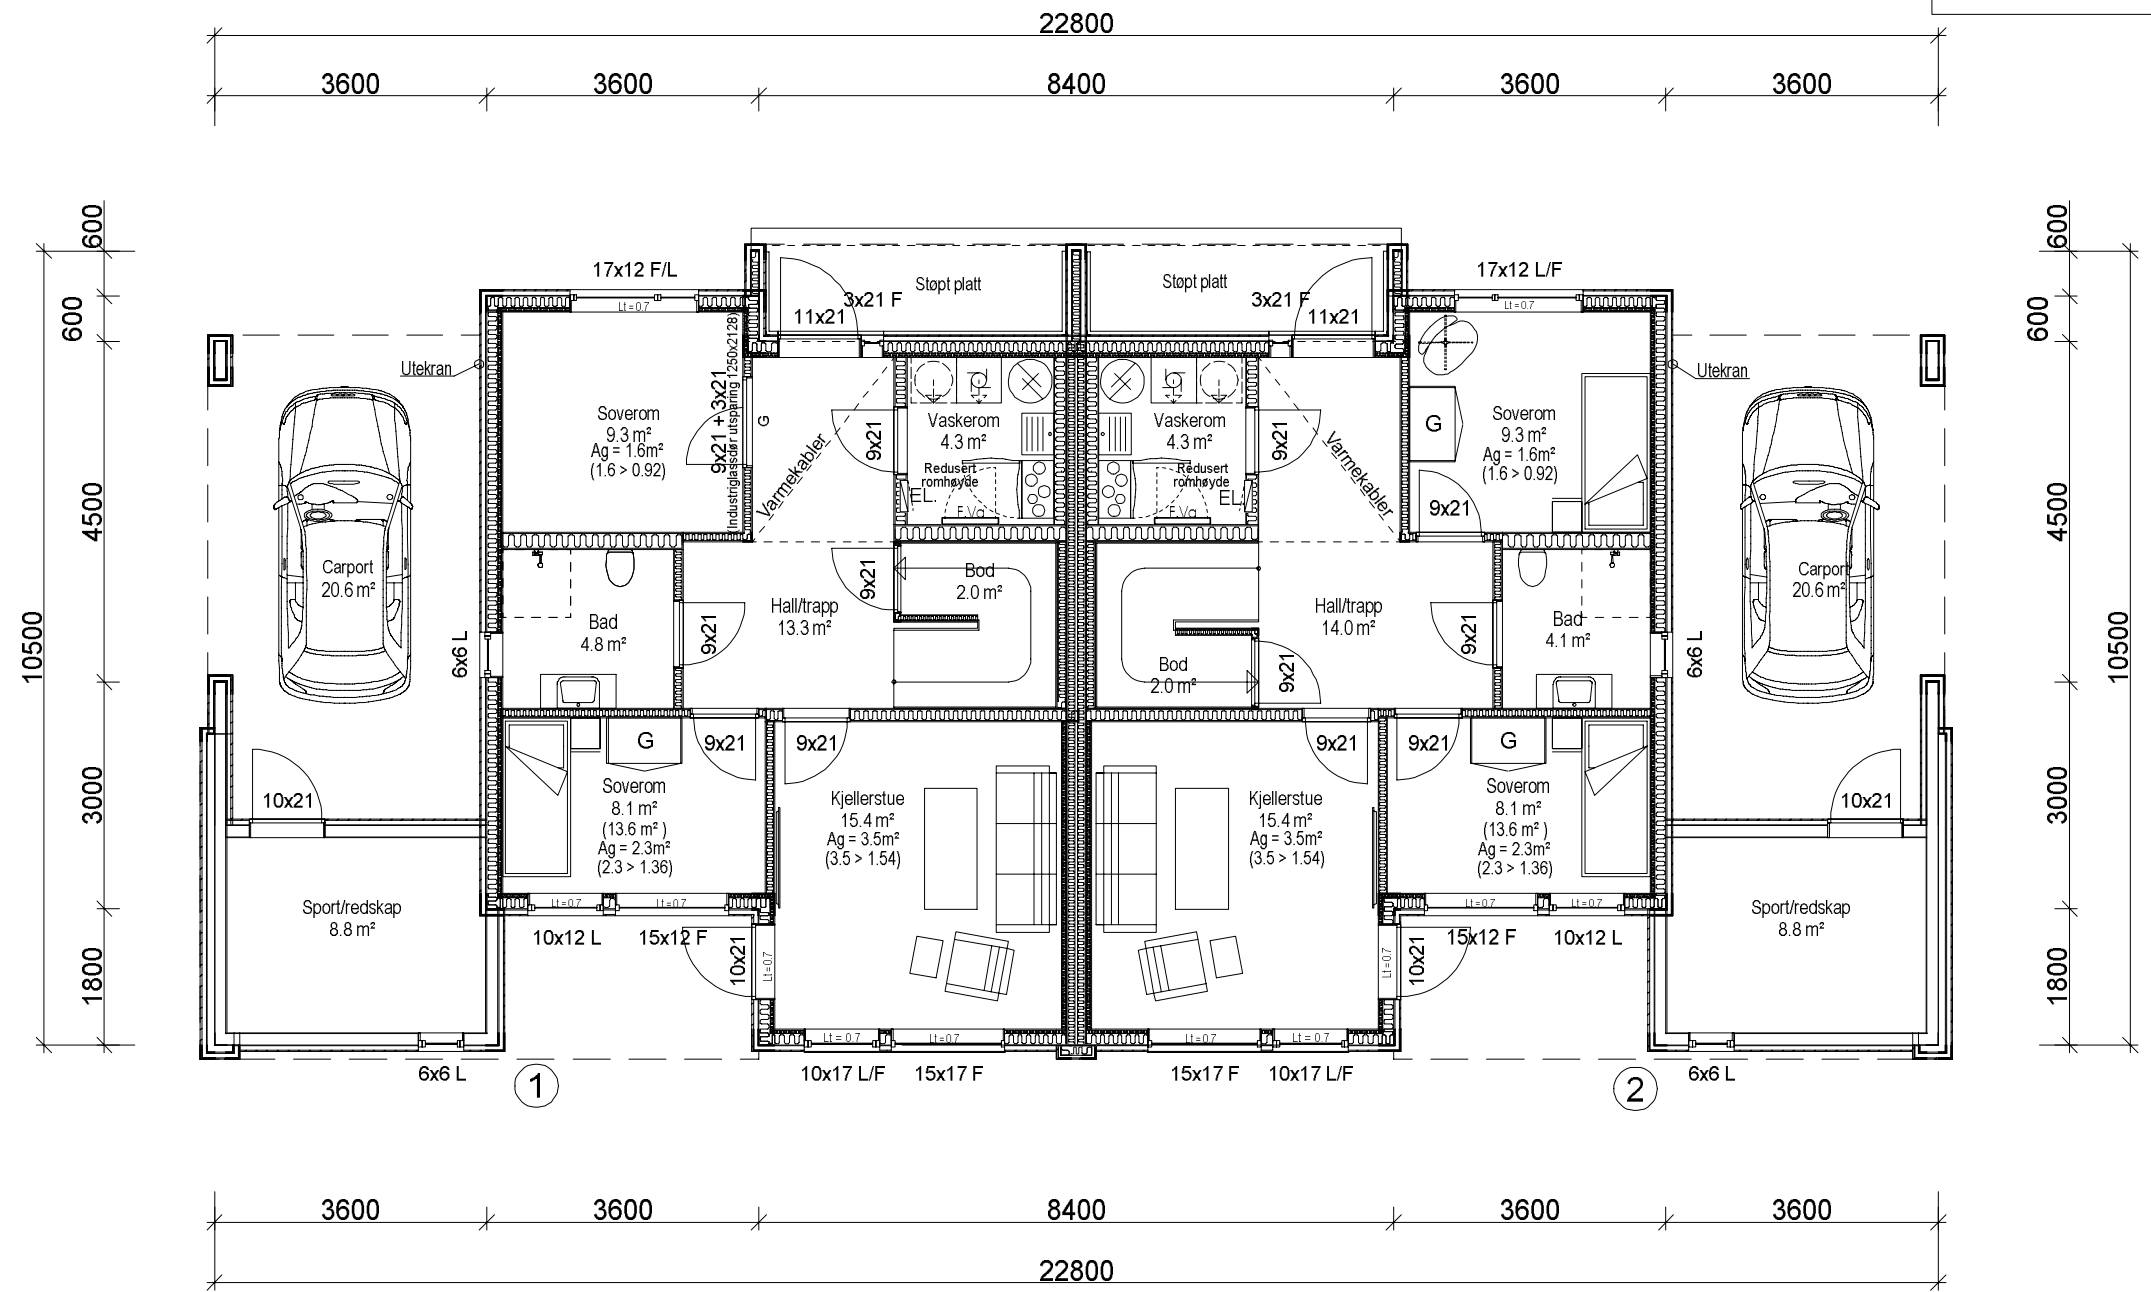 22800
3600
3600
8400
3600
3600
600
600
4500
3000
1800
10500
600
600
4500
3000
1800
10500
17x12 F/L
Lt = 0.7
Utekran
Soverom
9.3 m²
Ag = 1.6m²
(1.6 > 0.92)
9x21 + 3x21
(Industriglassdør utsparing 1250x2128)
G
Støpt platt
3x21 F
11x21
Varmekabler
9x21
Vaskerom
4.3 m²
Redusert
romhøyde
EL.
F.Vg
Støpt platt
3x21 F
11x21
Vaskerom
4.3 m²
Redusert
romhøyde
EL.
F.Vg
9x21
Varmekabler
17x12 L/F
Lt = 0.7
G
Soverom
9.3 m²
Ag = 1.6m²
(1.6 > 0.92)
9x21
Utekran
Carport
20.6 m²
6x6 L
Bad
4.8 m²
9x21
Hall/trapp
13.3 m²
9x21
Bod
2.0 m²
Bod
2.0 m²
9x21
Hall/trapp
14.0 m²
9x21
Bad
4.1 m²
6x6 L
Carport
20.6 m²
10x21
Sport/redskap
8.8 m²
6x6 L
G
9x21
Soverom
8.1 m²
(13.6 m² )
Ag = 2.3m²
(2.3 > 1.36)
Lt = 0.7
Lt = 0.7
10x12 L
15x12 F
10x21
Lt = 0.7
9x21
Kjellerstue
15.4 m²
Ag = 3.5m²
(3.5 > 1.54)
Lt = 0.7
Lt = 0.7
10x17 L/F
15x17 F
9x21
Kjellerstue
15.4 m²
Ag = 3.5m²
(3.5 > 1.54)
Lt = 0.7
Lt = 0.7
15x17 F
10x17 L/F
9x21
G
Soverom
8.1 m²
(13.6 m² )
Ag = 2.3m²
(2.3 > 1.36)
Lt = 0.7
Lt = 0.7
15x12 F
10x12 L
10x21
Lt = 0.7
10x21
Sport/redskap
8.8 m²
6x6 L
1
2
3600
3600
8400
3600
3600
22800